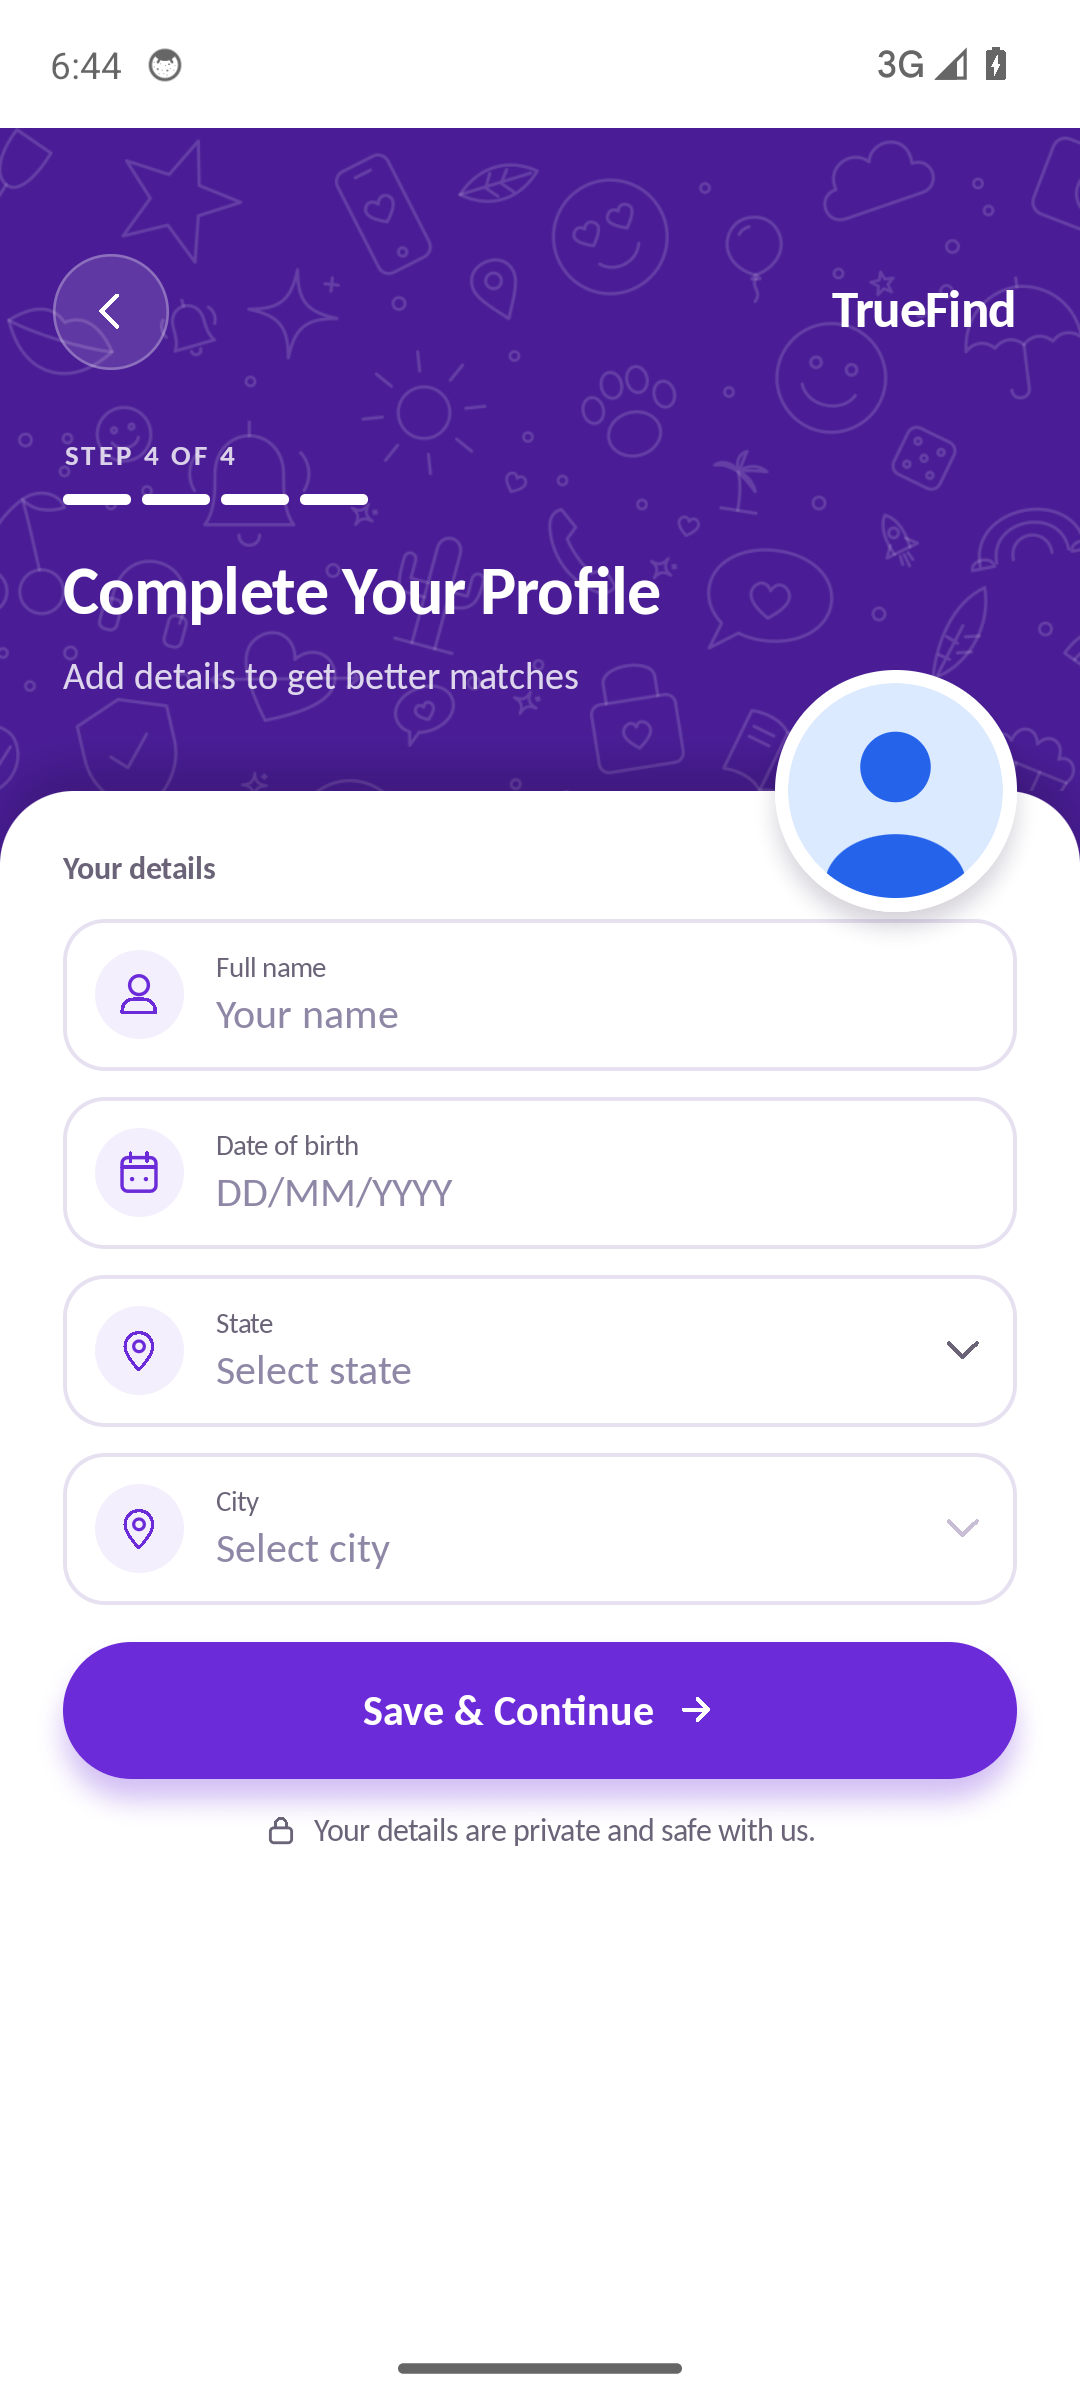 6:44
3G
TrueFind
STEP 4 OF 4
Complete Your Profile
Add details to get better matches
Your details
Full name
Your name
Date of birth
DD/MM/YYYY
State
Select state
City
Select city
Save & Continue
Your details are private and safe with us.